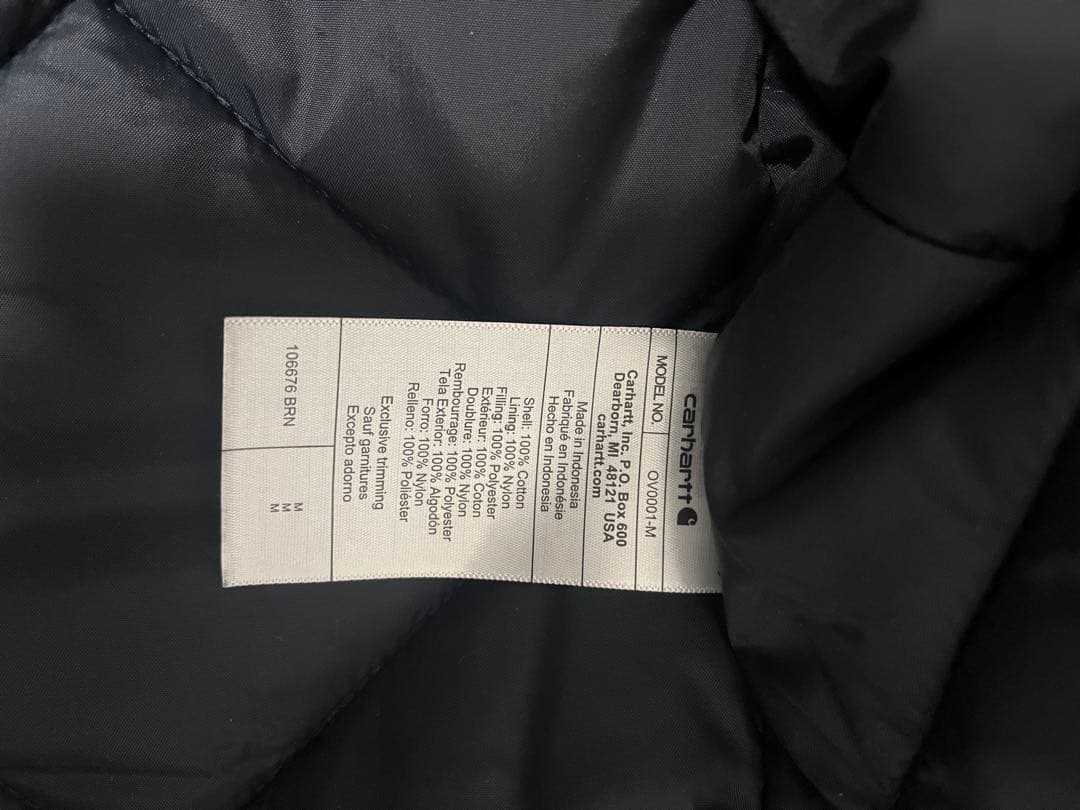 carhartt
MODEL NO. OV0001-M
Carhartt, Inc. P.O. Box 600
Dearborn, MI 48121 USA
carhartt.com
Made in Indonesia
Fabriqué en Indonésie
Hecho en Indonesia
Shell: 100% Cotton
Lining: 100% Nylon
Filling: 100% Polyester
Extérieur: 100% Coton
Doublure: 100% Nylon
Rembourrage: 100% Polyester
Tela Exterior: 100% Algodón
Forro: 100% Nylon
Relleno: 100% Poliéster
Exclusive trimming
Sauf garnitures
Excepto adorno
106676 BRN
M
M
M